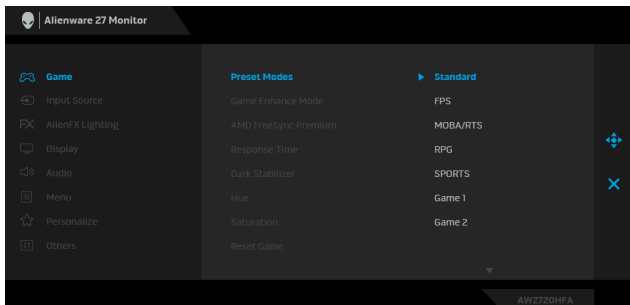 Alienware 27 Monitor
Game
Preset Modes
Standard
Input Source
Game Enhance Mode
FPS
AlienFX Lighting
AMD FreeSync Premium
MOBA/RTS
Display
Response Time
RPG
Audio
Dark Stabilizer
SPORTS
Menu
Hue
Game 1
Personalize
Saturation
Game 2
Others
Reset Game
AW2720HFA